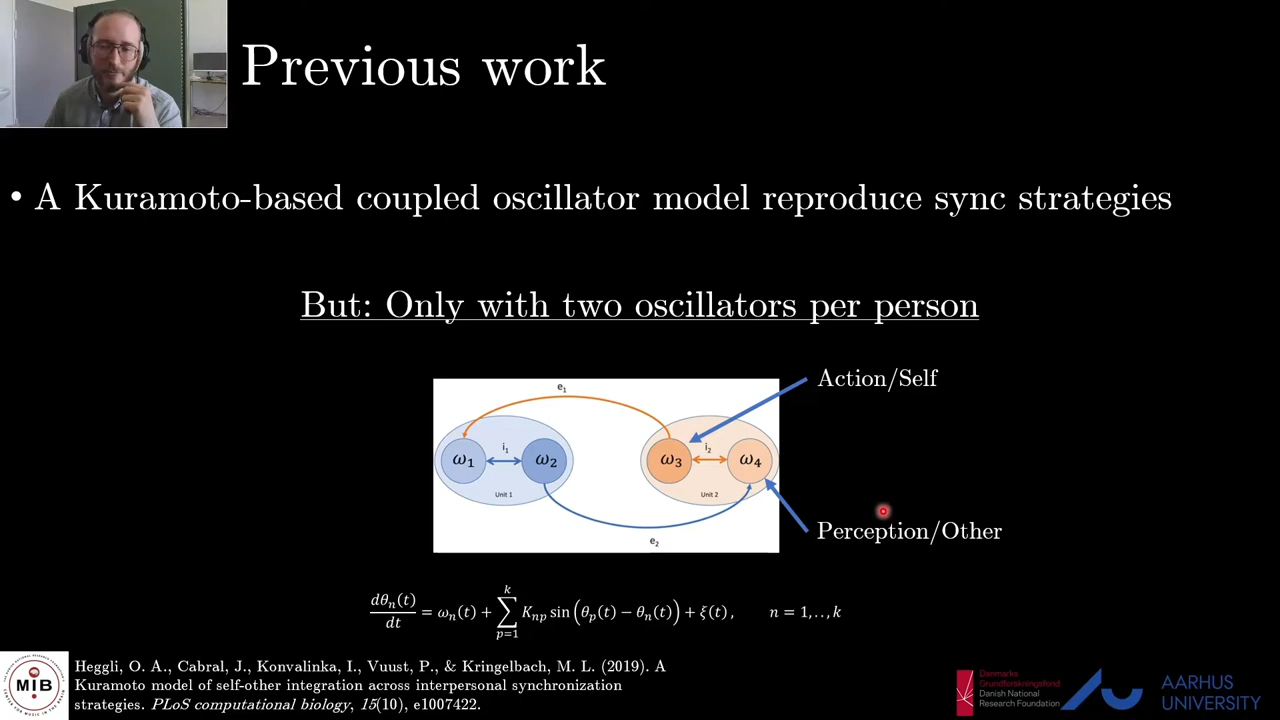 Previous work
• A Kuramoto-based coupled oscillator model reproduce sync strategies
But: Only with two oscillators per person
Action/Self
e₁
ω₁ i₁ ω₂ ω₃ i₂ ω₄
Unit 1 Unit 2
Perception/Other
e₂
dθₙ(t)/dt = ωₙ(t) + ∑ₚ₌₁ᵏ Kₙₚ sin(θₚ(t) − θₙ(t)) + ξ(t), n = 1,..,k
Heggli, O. A., Cabral, J., Konvalinka, I., Vuust, P., & Kringelbach, M. L. (2019). A
Kuramoto model of self-other integration across interpersonal synchronization
strategies. PLoS computational biology, 15(10), e1007422.
MIB
Danmarks
Grundforskningsfond
Danish National
Research Foundation
AARHUS
UNIVERSITY